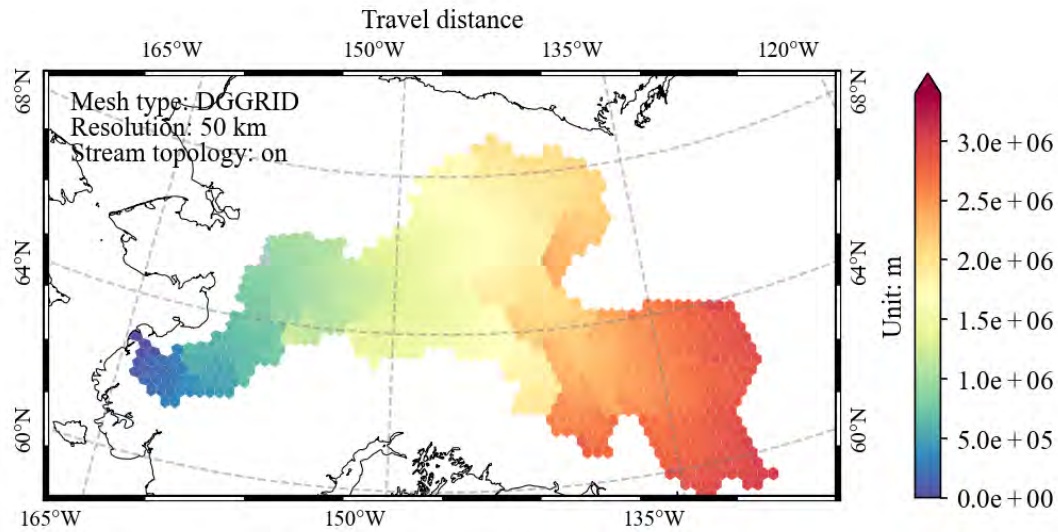 Travel distance
165°W 150°W 135°W 120°W
68°N 68°N
Mesh type: DGGRID
Resolution: 50 km
Stream topology: on
64°N 64°N
60°N 60°N
165°W 150°W 135°W
Unit: m
3.0e + 06
2.5e + 06
2.0e + 06
1.5e + 06
1.0e + 06
5.0e + 05
0.0e + 00